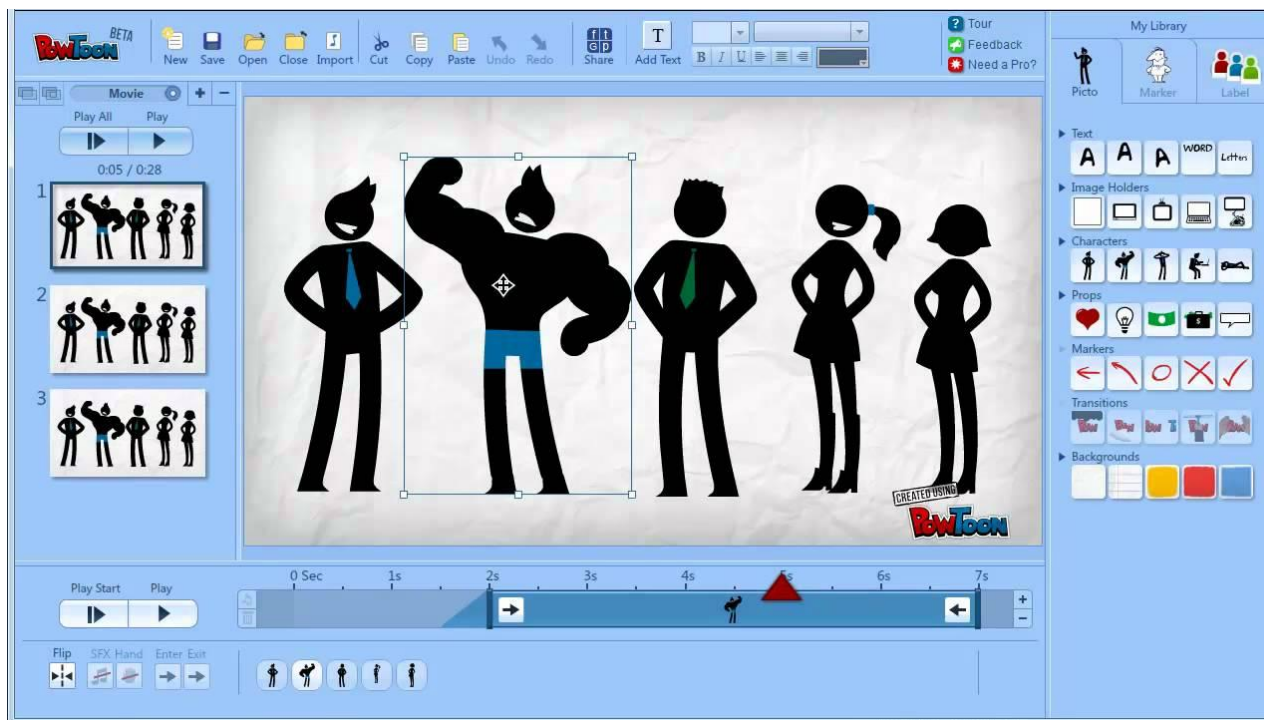 POWTOON BETA
New Save Open Close Import Cut Copy Paste Undo Redo Share Add Text
f t
G p
T
B I U
? Tour
Feedback
Need a Pro?
My Library
Picto Marker Label
Movie + -
Play All Play
0:05 / 0:28
1
2
3
Text
A A A WORD Letters
Image Holders
Characters
Props
$
Markers
Transitions
Backgrounds
CREATED USING
POWTOON
Play Start Play
0 Sec 1s 2s 3s 4s 5s 6s 7s
+
-
Flip SFX Hand Enter Exit